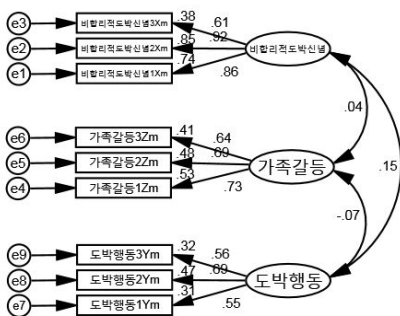 e3
.38
비합리적도박신념3Xm
.61
e2
.85
비합리적도박신념2Xm
.92
비합리적도박신념
e1
.74
비합리적도박신념1Xm
.86
.04
e6
.41
가족갈등3Zm
.64
e5
.48
가족갈등2Zm
.69
가족갈등
.15
e4
.53
가족갈등1Zm
.73
-.07
e9
.32
도박행동3Ym
.56
e8
.47
도박행동2Ym
.69
도박행동
e7
.31
도박행동1Ym
.55